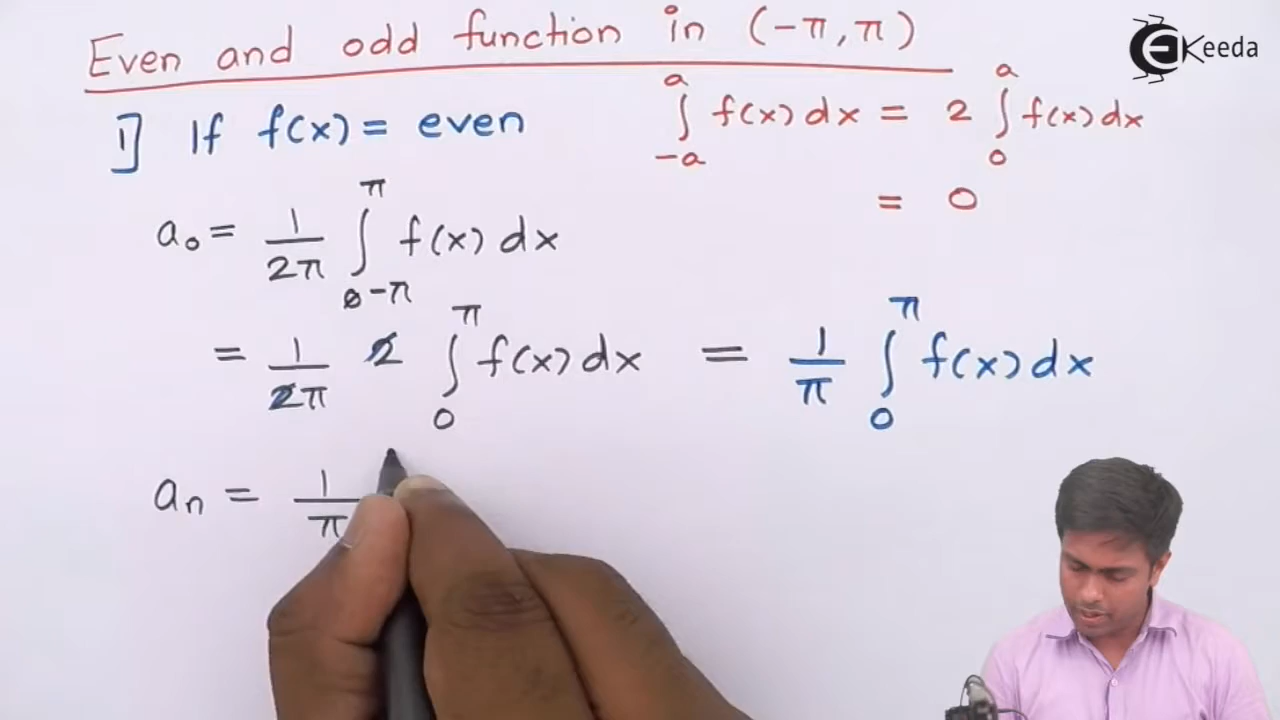 Even and odd function in (-π, π)
EKeeda
1] If f(x) = even
∫_{-a}^{a} f(x) dx = 2 ∫_{0}^{a} f(x) dx
= 0
a₀ = 1/2π ∫_{0-π}^{π} f(x) dx
= 1/2π 2 ∫_{0}^{π} f(x) dx = 1/π ∫_{0}^{π} f(x) dx
aₙ = 1/π